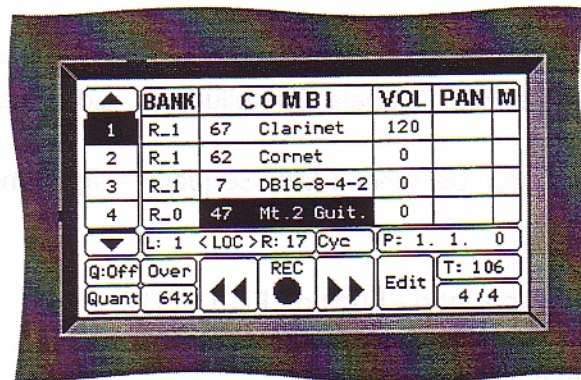 BANK COMBI VOL PAN M
1 R_1 67 Clarinet 120
2 R_1 62 Cornet 0
3 R_1 7 DB16-8-4-2 0
4 R_0 47 Mt.2 Guit. 0
L: 1 <LOC> R: 17 Cyc P: 1. 1. 0
Q:Off Over REC Edit T: 106
Quant 64% 4/4